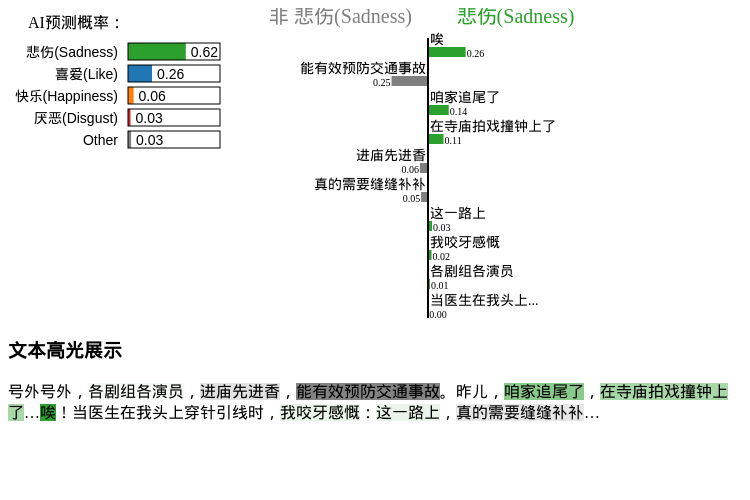 AI预测概率：
悲伤(Sadness) 0.62
喜爱(Like) 0.26
快乐(Happiness) 0.06
厌恶(Disgust) 0.03
Other 0.03
非 悲伤(Sadness) 悲伤(Sadness)
唉
0.26
能有效预防交通事故
0.25
咱家追尾了
0.14
在寺庙拍戏撞钟上了
0.11
进庙先进香
0.06
真的需要缝缝补补
0.05
这一路上
0.03
我咬牙感慨
0.02
各剧组各演员
0.01
当医生在我头上...
0.00
文本高光展示
号外号外，各剧组各演员，进庙先进香，能有效预防交通事故。昨儿，咱家追尾了，在寺庙拍戏撞钟上
了…唉！当医生在我头上穿针引线时，我咬牙感慨：这一路上，真的需要缝缝补补…